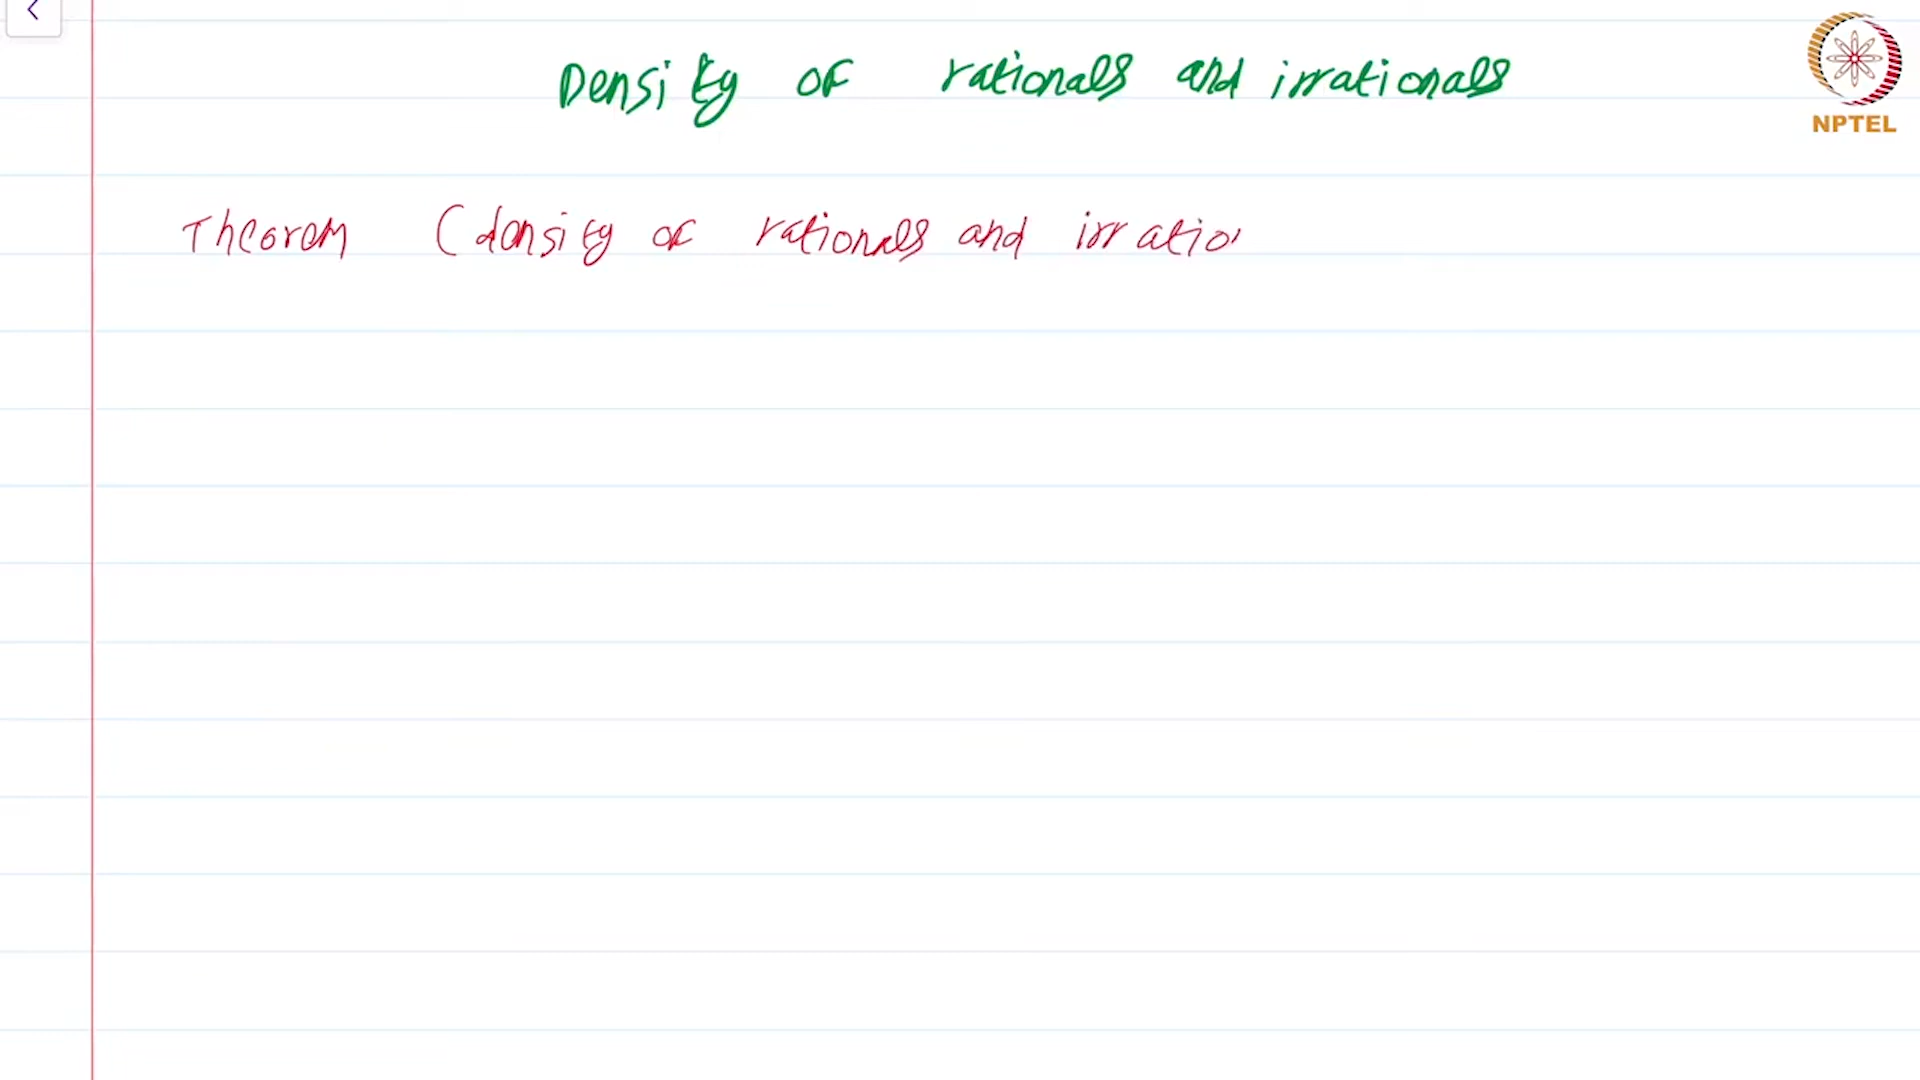 Density of rationals and irrationals
NPTEL
Theorem (density of rationals and irratio